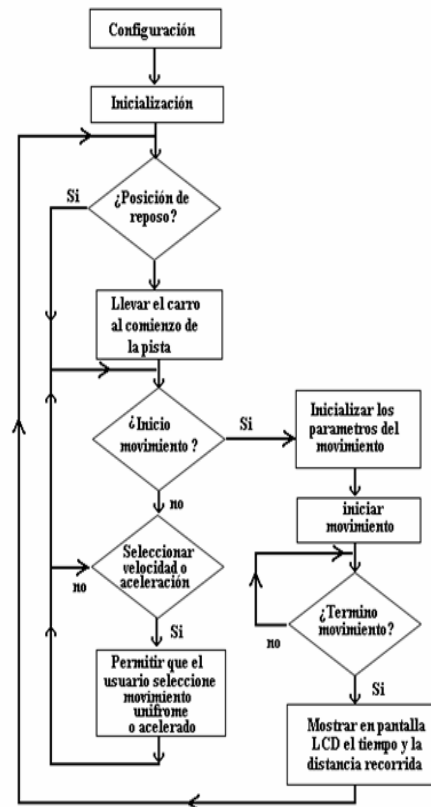 Configuración
Inicialización
Si
¿Posición de
reposo?
Llevar el carro
al comienzo de
la pista
¿Inicio
movimiento ?
Si
Inicializar los
parametros del
movimiento
no
iniciar
movimiento
Seleccionar
velocidad o
aceleración
no
¿Termino
movimiento?
no
Si
Permitir que el
usuario seleccione
movimiento
unifrome
o acelerado
Si
Mostrar en pantalla
LCD el tiempo y la
distancia recorrida